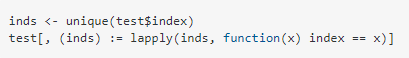 inds <- unique(test$index)
test[, (inds) := lapply(inds, function(x) index == x)]